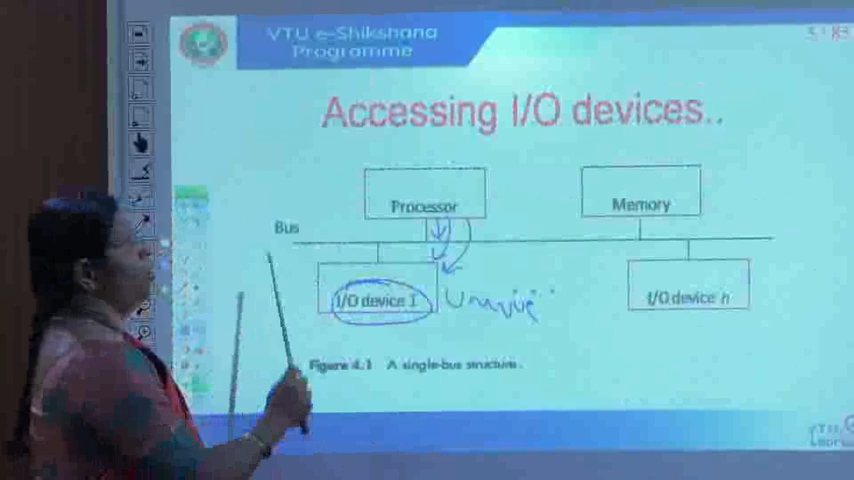 VTU e-Shikshana
Programme
Accessing I/O devices..
Processor
Memory
Bus
I/O device 1
Unique
I/O device n
Figure 4.1 A single-bus structure.